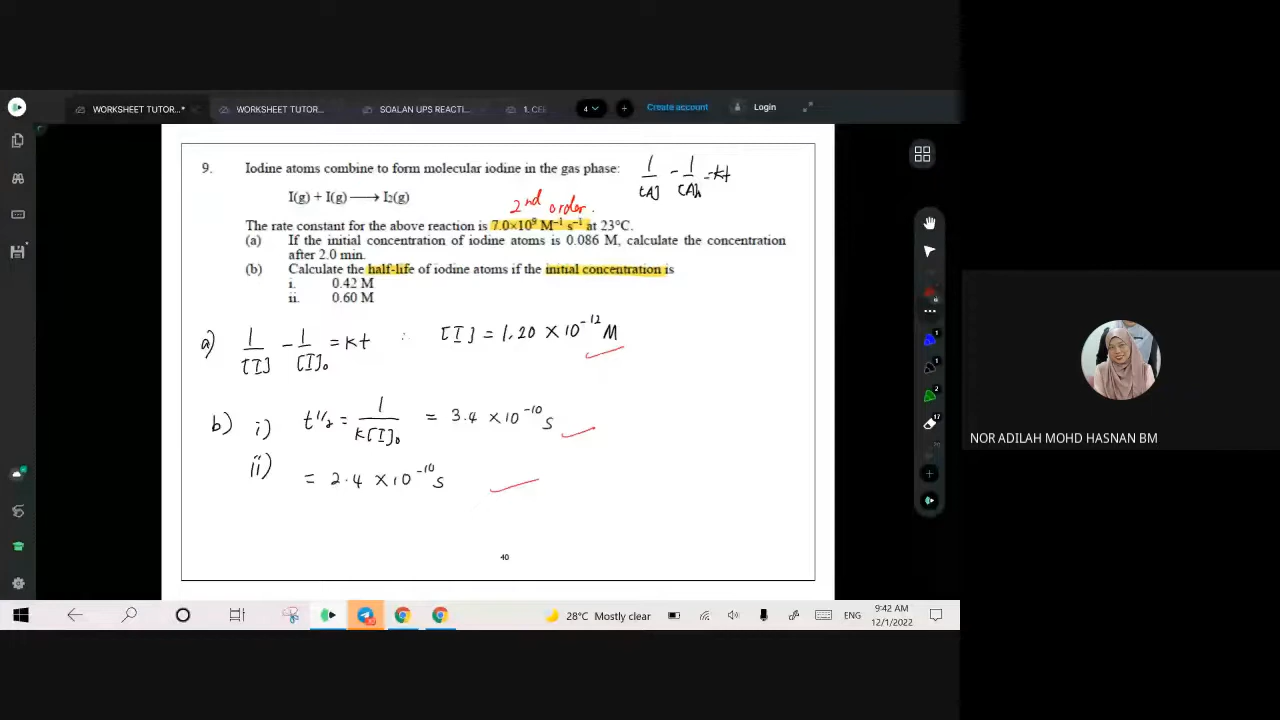 WORKSHEET TUTOR...*
WORKSHEET TUTOR...
SOALAN UPS REACTI...
4
Create account
Login
9. Iodine atoms combine to form molecular iodine in the gas phase:
I(g) + I(g) ⟶ I₂(g)
1/[A] - 1/[A]₀ = kt
2nd order.
The rate constant for the above reaction is 7.0×10⁹ M⁻¹ s⁻¹ at 23°C.
(a) If the initial concentration of iodine atoms is 0.086 M, calculate the concentration
after 2.0 min.
(b) Calculate the half-life of iodine atoms if the initial concentration is
i. 0.42 M
ii. 0.60 M
a) 1/[I] - 1/[I]₀ = kt ∴ [I] = 1.20 × 10⁻¹² M
b) i) t 1/2 = 1/K[I]₀ = 3.4 × 10⁻¹⁰ s
ii) = 2.4 × 10⁻¹⁰ s
40
NOR ADILAH MOHD HASNAN BM
28°C Mostly clear
ENG
9:42 AM
12/1/2022